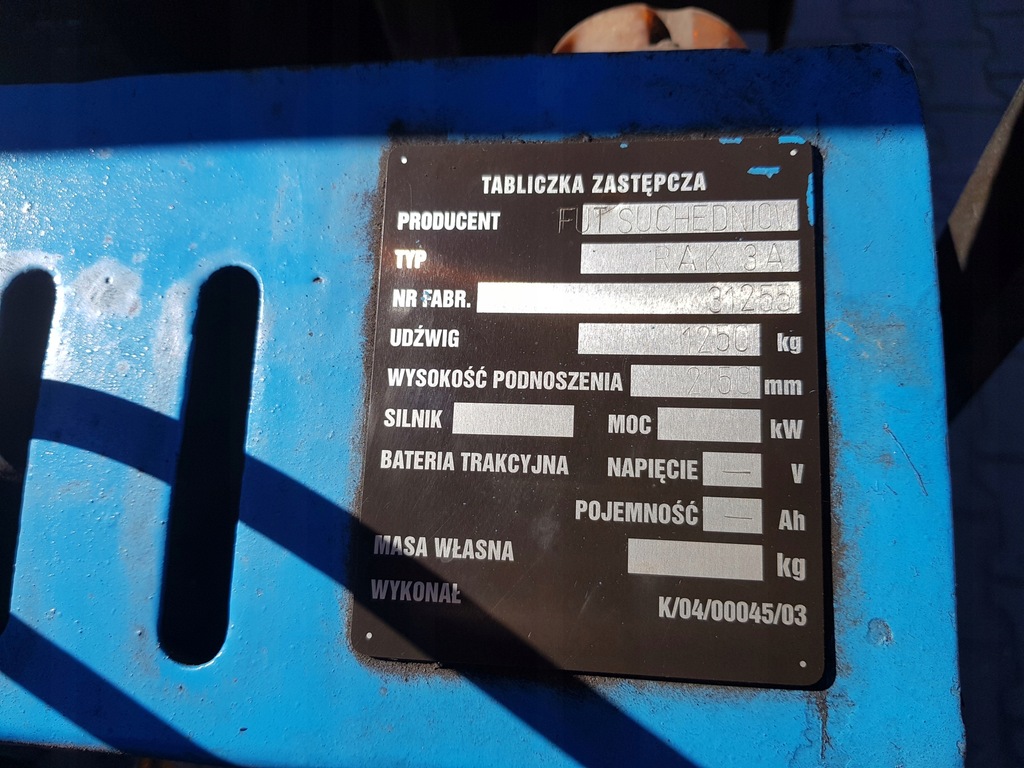 TABLICZKA ZASTĘPCZA
PRODUCENT FUT SUCHEDNIOW
TYP RAK 3A
NR FABR. 31255
UDŹWIG 1250 kg
WYSOKOŚĆ PODNOSZENIA 2150 mm
SILNIK MOC kW
BATERIA TRAKCYJNA NAPIĘCIE — V
POJEMNOŚĆ — Ah
MASA WŁASNA kg
WYKONAŁ K/04/00045/03